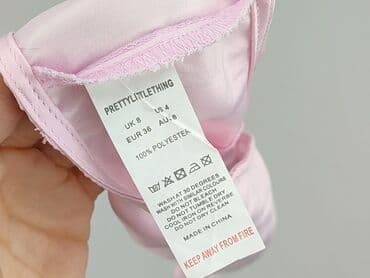 PRETTYLITTLETHING
UK 8 US 4
EUR 36 AU: 8
100% POLYESTER
WASH AT 30 DEGREES
WASH WITH SIMILAR COLOURS
DO NOT BLEACH
DO NOT TUMBLE DRY
COOL IRON ON REVERSE
DO NOT DRY CLEAN
MADE IN CHINA
KEEP AWAY FROM FIRE